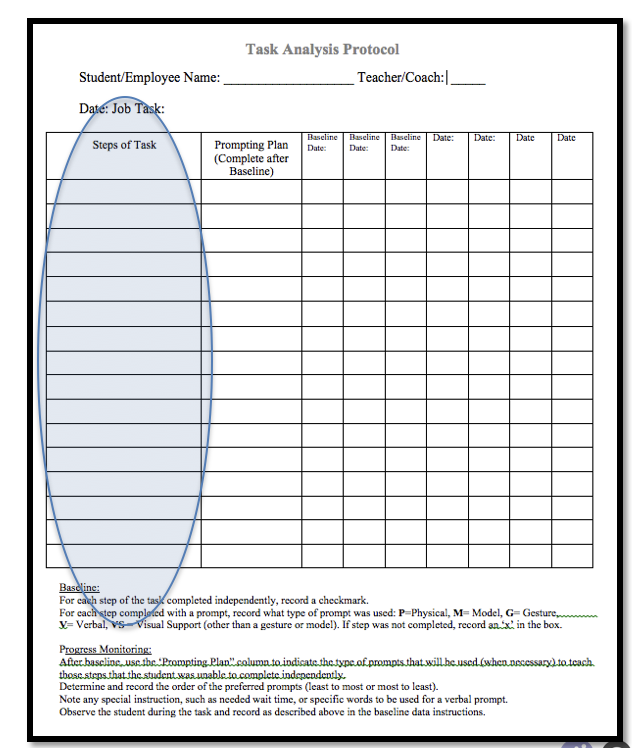 Task Analysis Protocol
Student/Employee Name: ___________________ Teacher/Coach:| _____
Date: Job Task:
Steps of Task
Prompting Plan
(Complete after
Baseline)
Baseline
Date:
Baseline
Date:
Baseline
Date:
Date:
Date:
Date
Date
Baseline:
For each step of the task completed independently, record a checkmark.
For each step completed with a prompt, record what type of prompt was used: P=Physical, M= Model, G= Gesture,
V= Verbal, VS= Visual Support (other than a gesture or model). If step was not completed, record an 'x' in the box.
Progress Monitoring:
After baseline, use the "Prompting Plan" column to indicate the type of prompts that will be used (when necessary) to teach
those steps that the student was unable to complete independently.
Determine and record the order of the preferred prompts (least to most or most to least).
Note any special instruction, such as needed wait time, or specific words to be used for a verbal prompt.
Observe the student during the task and record as described above in the baseline data instructions.